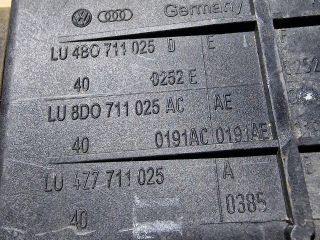 Germany
LU 4B0 711 025 D E
40 0252 E
LU 8D0 711 025 AC AE
40 0191AC 0191AE
LU 4Z7 711 025 A
40 0385